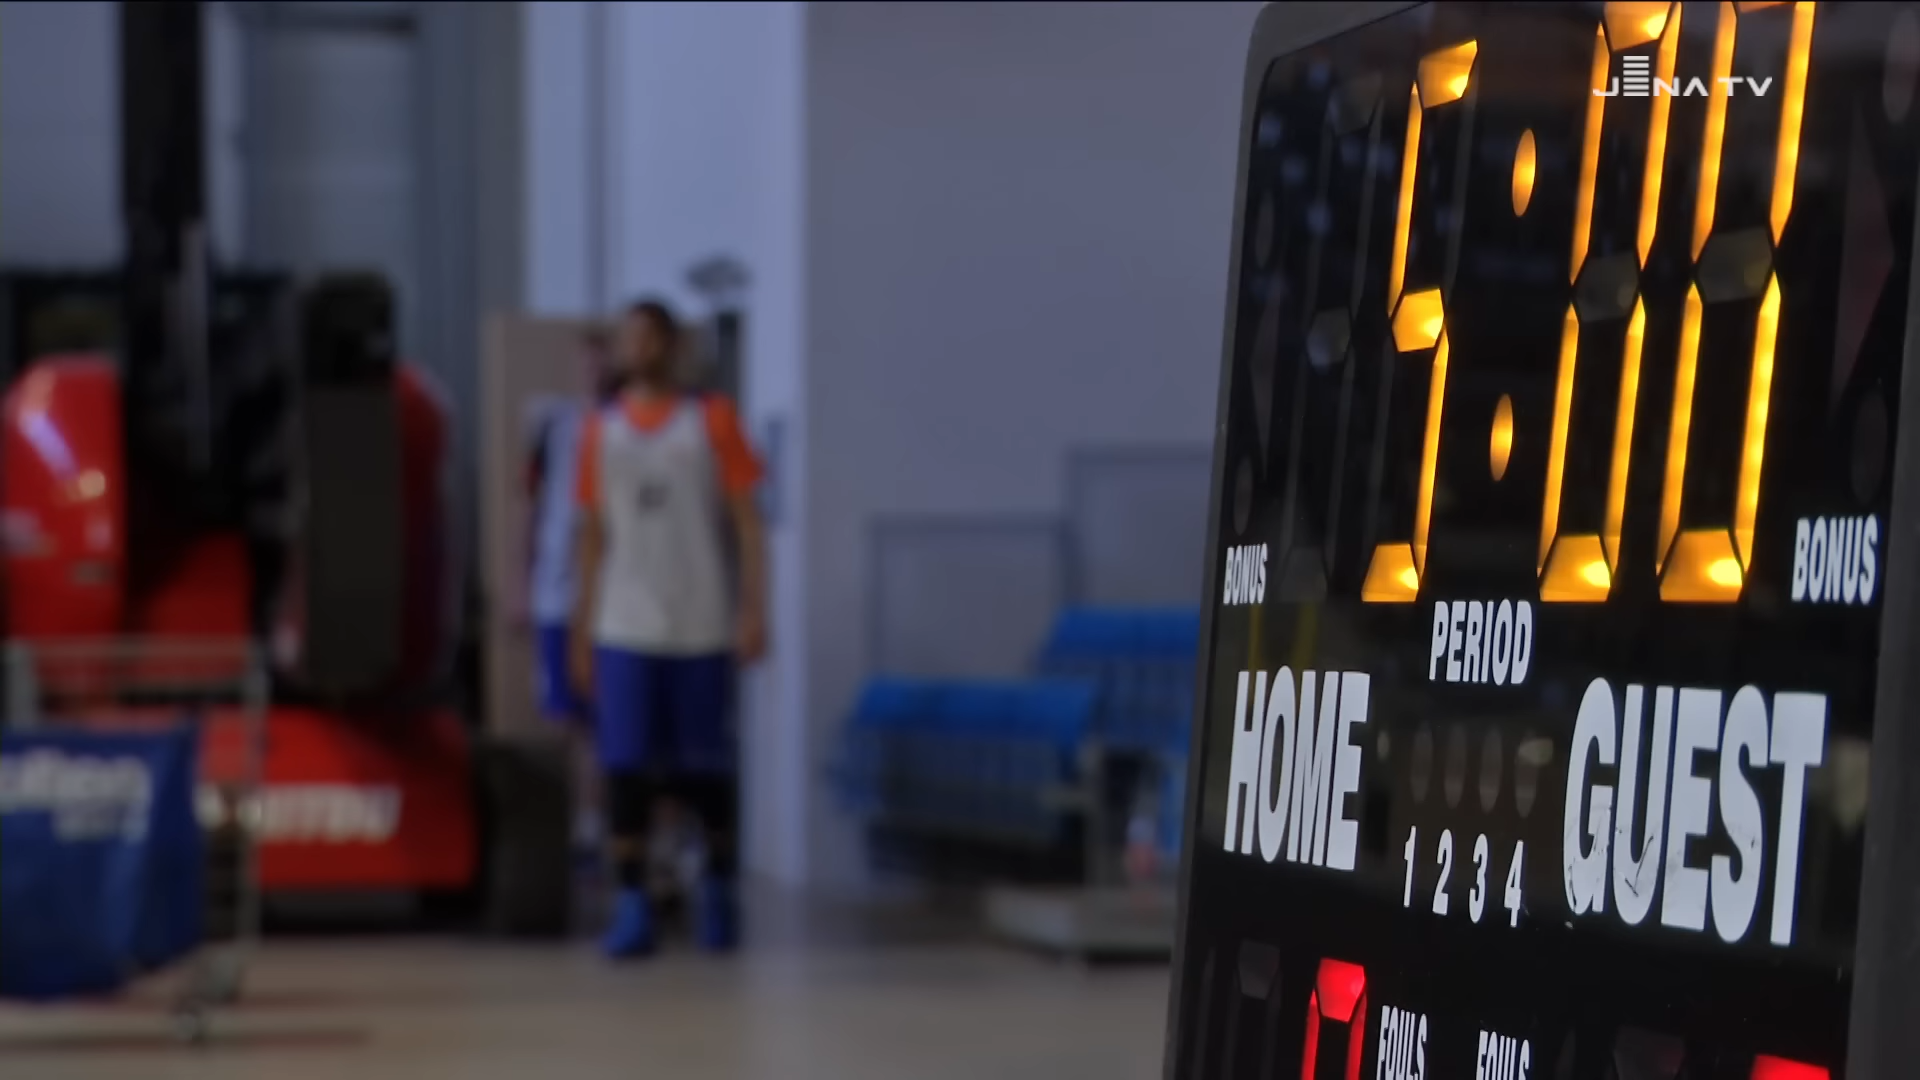 JENA TV
5:00
BONUS
BONUS
PERIOD
HOME
GUEST
1 2 3 4
FOULS
FOULS